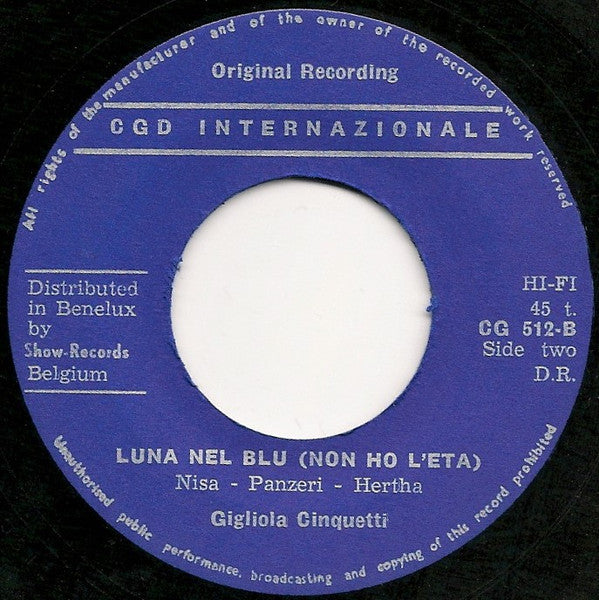 All rights of the manufacturer and of the owner of the recorded work reserved
Original Recording
CGD INTERNAZIONALE
Distributed
in Benelux
by
Show-Records
Belgium
HI-FI
45 t.
CG 512-B
Side two
D.R.
LUNA NEL BLU (NON HO L'ETA)
Nisa - Panzeri - Hertha
Gigliola Cinquetti
Unauthorised public performance, broadcasting and copying of this record prohibited